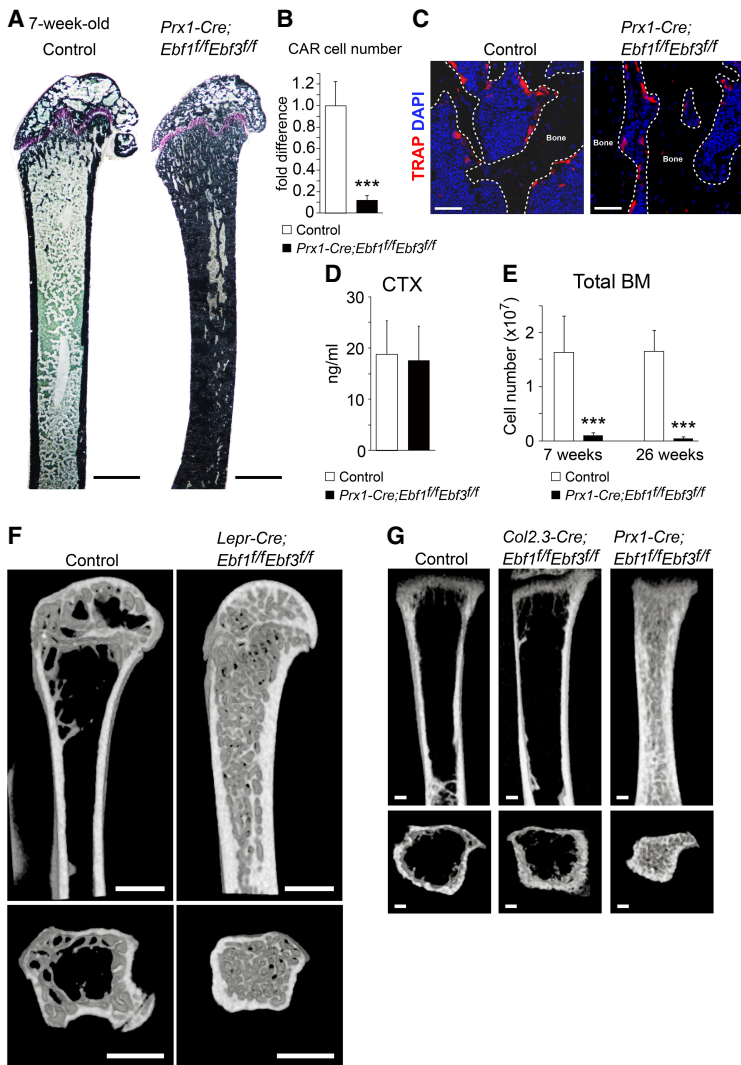 A
7-week-old
Control
Prx1-Cre;
Ebf1f/fEbf3f/f
B
CAR cell number
fold difference
1.2
1.0
0.8
0.6
0.4
0.2
0
***
Control
Prx1-Cre;Ebf1f/fEbf3f/f
C
Control
Prx1-Cre;
Ebf1f/fEbf3f/f
TRAP DAPI
Bone
Bone
Bone
D
CTX
ng/ml
30
20
10
0
Control
Prx1-Cre;Ebf1f/fEbf3f/f
E
Total BM
Cell number (x107)
2
1
0
***
***
7 weeks
26 weeks
Control
Prx1-Cre;Ebf1f/fEbf3f/f
F
Control
Lepr-Cre;
Ebf1f/fEbf3f/f
G
Control
Col2.3-Cre;
Ebf1f/fEbf3f/f
Prx1-Cre;
Ebf1f/fEbf3f/f